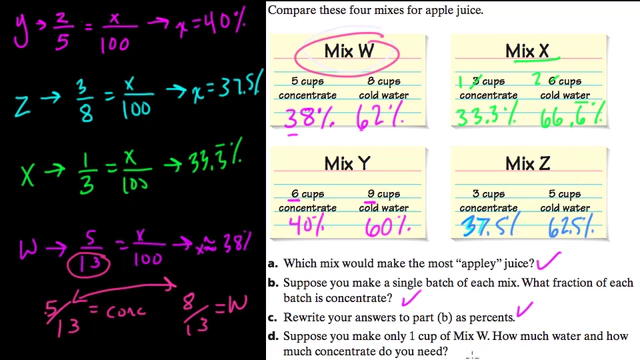 y → 2/5 = x/100 → x = 40%
Z → 3/8 = x/100 → x = 37.5%
X → 1/3 = x/100 → 33.3̅%
W → 5/13 = x/100 → x ≈ 38%
5/13 = conc 8/13 = W
Compare these four mixes for apple juice.
Mix W
5 cups concentrate
8 cups cold water
38% 62%
Mix X
1 3 cups concentrate
2 6 cups cold water
33.3̅% 66.6̅%
Mix Y
6 cups concentrate
9 cups cold water
40% 60%
Mix Z
3 cups concentrate
5 cups cold water
37.5% 62.5%
a. Which mix would make the most “appley” juice?
b. Suppose you make a single batch of each mix. What fraction of each
batch is concentrate?
c. Rewrite your answers to part (b) as percents.
d. Suppose you make only 1 cup of Mix W. How much water and how
much concentrate do you need?